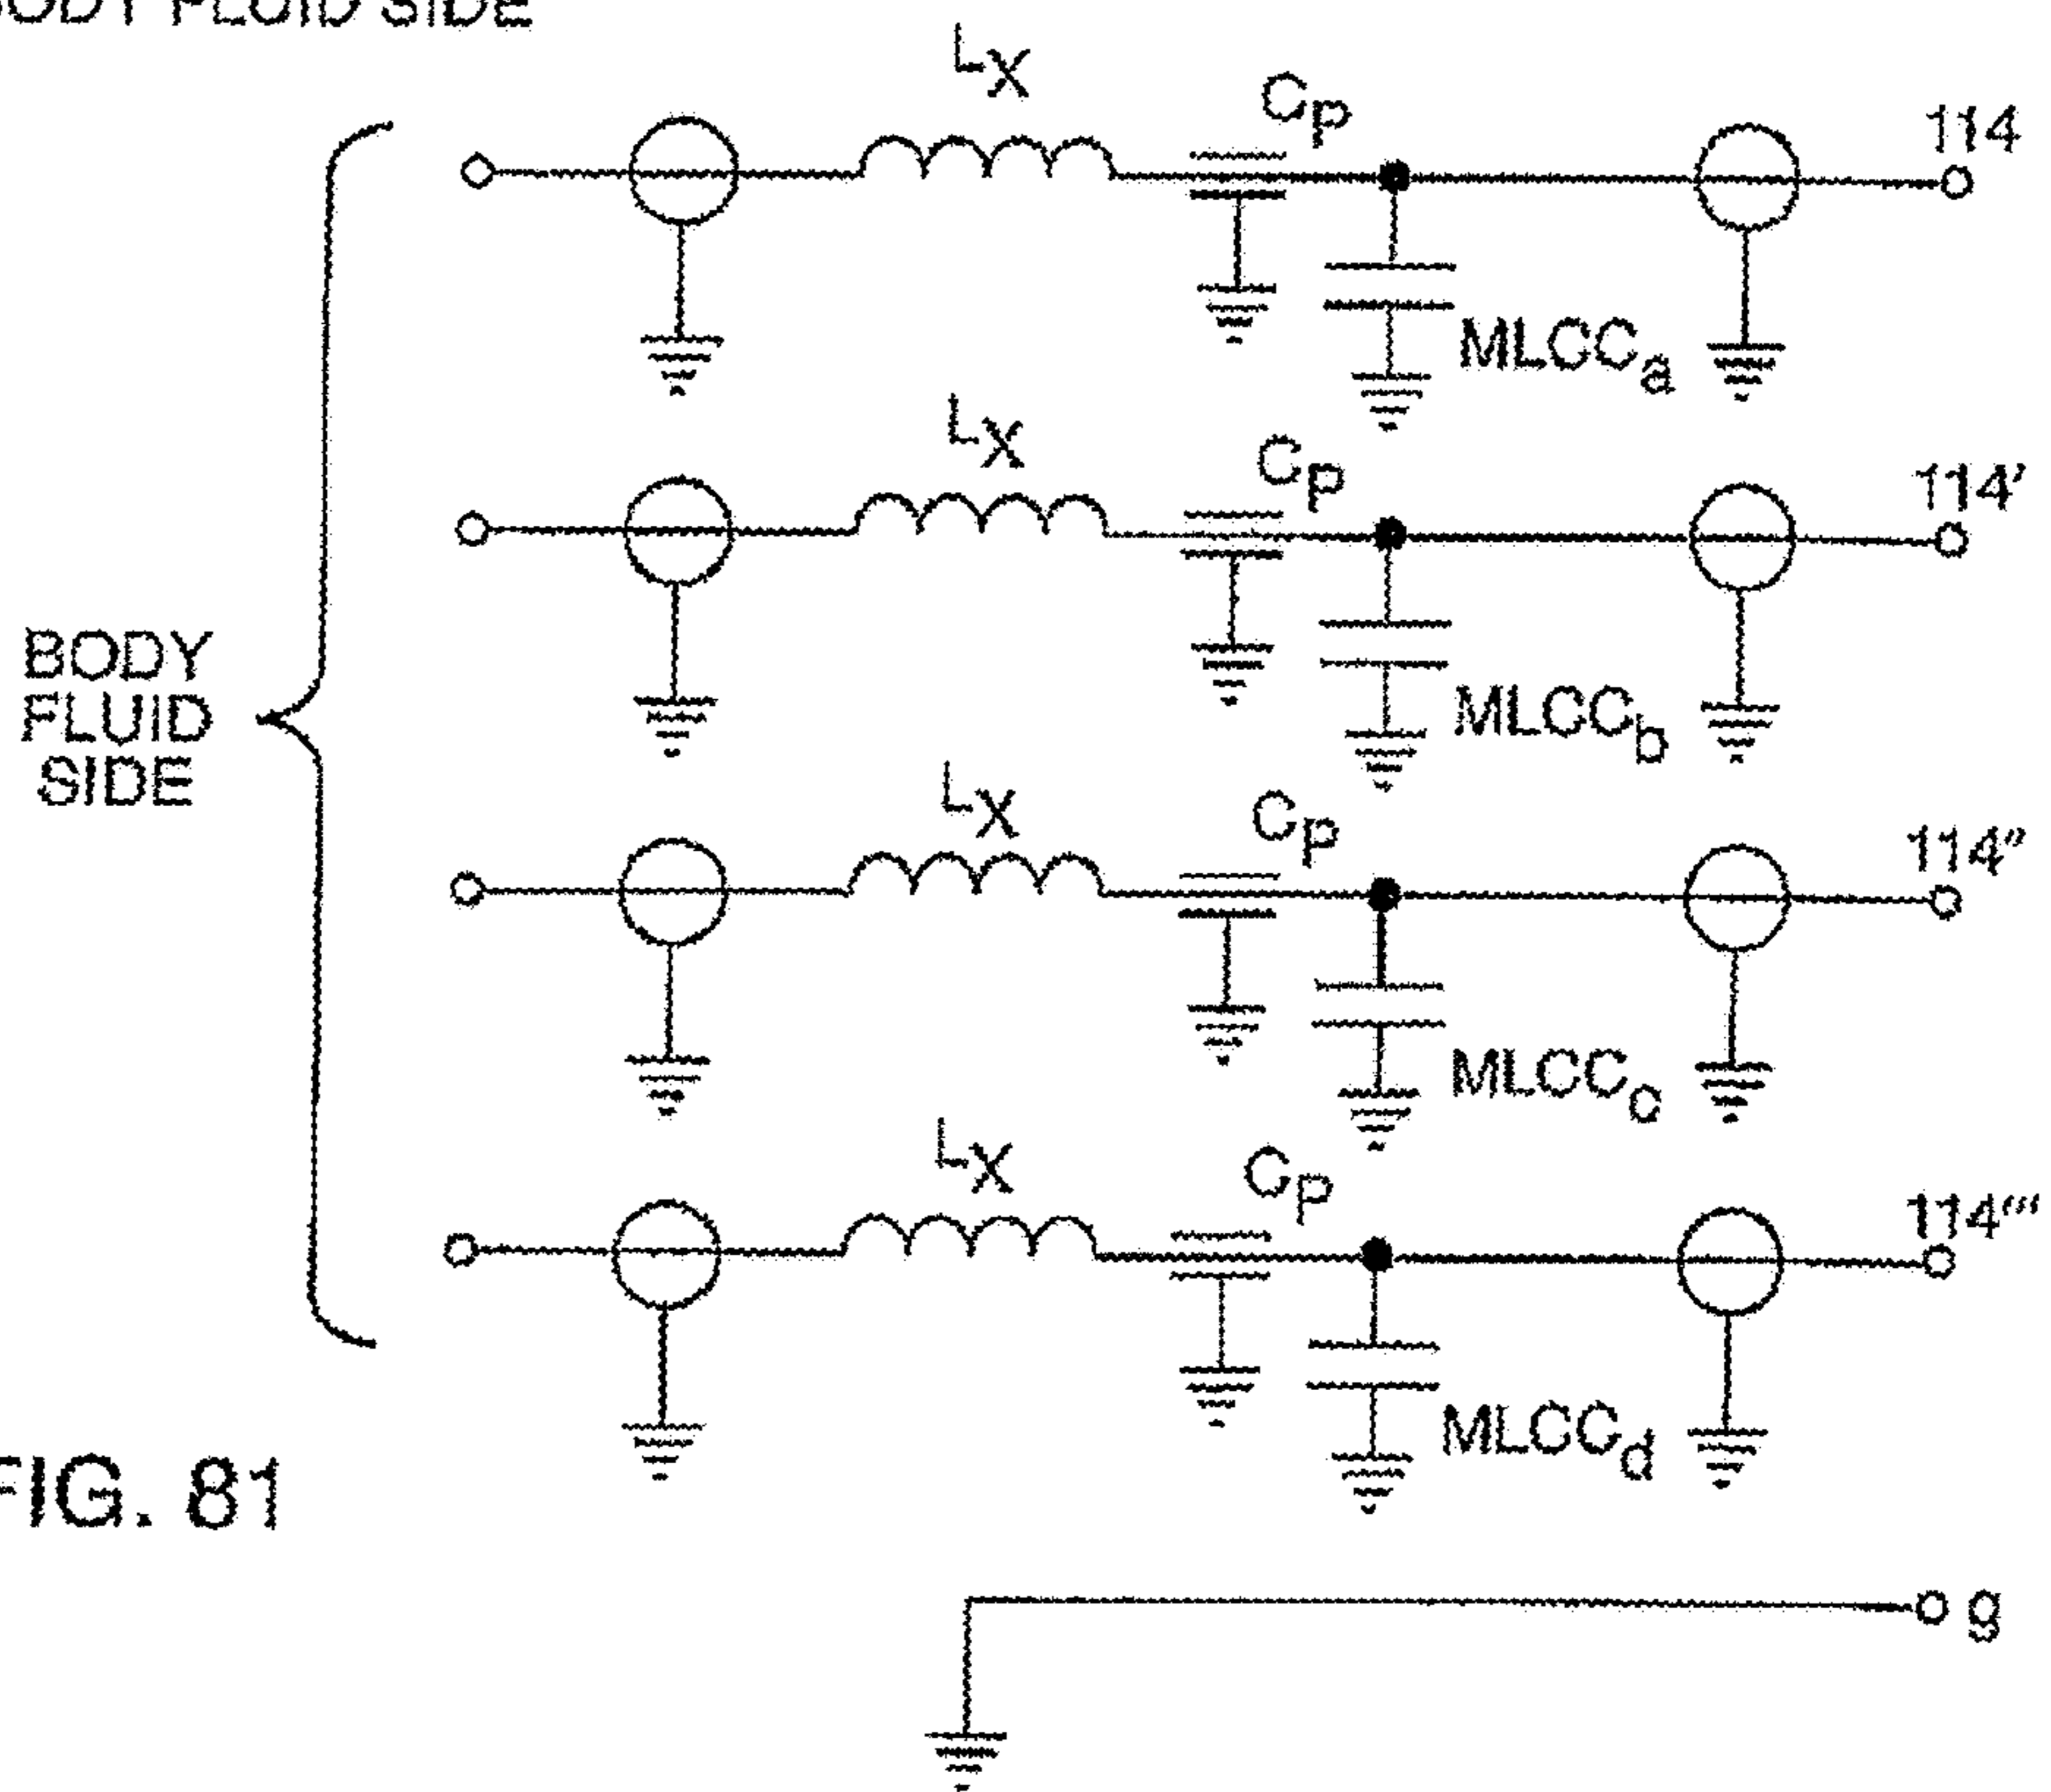 BODY FLUID SIDE
LX
CP
114
MLCCa
LX
CP
114'
MLCCb
BODY
FLUID
SIDE
LX
CP
114"
MLCCc
LX
CP
114'''
MLCCd
FIG. 81
g